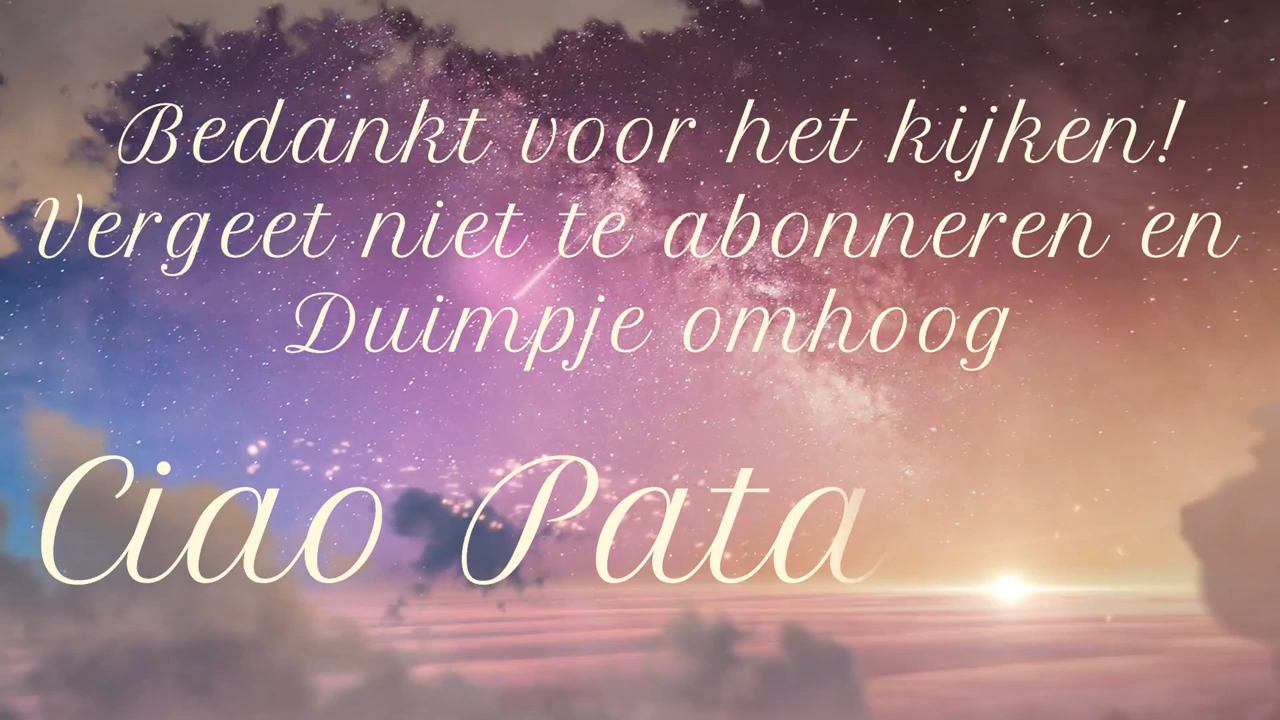 Bedankt voor het kijken!
Vergeet niet te abonneren en
Duimpje omhoog
Ciao Pata